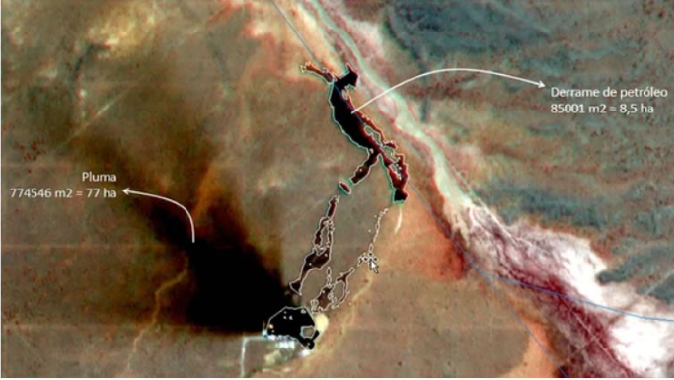 Derrame de petróleo
85001 m2 = 8,5 ha
Pluma
774546 m2 = 77 ha